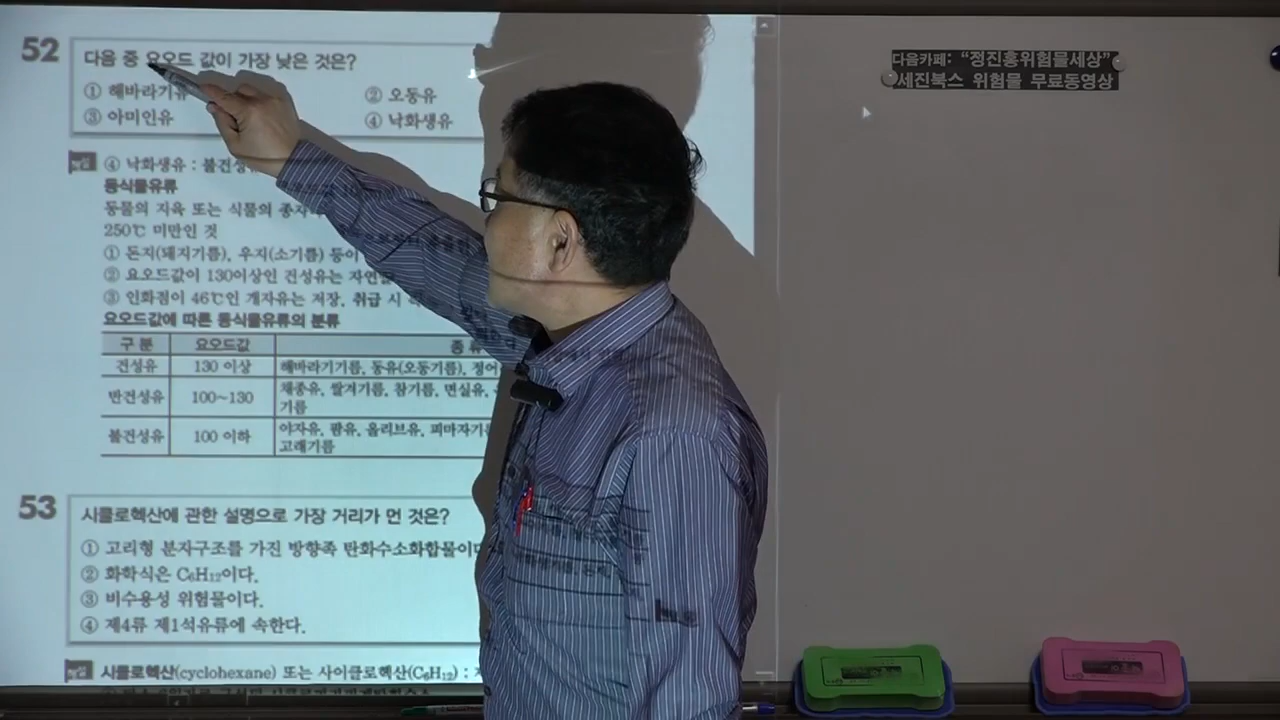 52
다음 중 요오드 값이 가장 낮은 것은?
① 해바라기유
② 오동유
③ 아마인유
④ 낙화생유
④ 낙화생유 : 불건성
동식물유류
동물의 지육 또는 식물의 종자
250℃ 미만인 것
① 돈지(돼지기름), 우지(소기름) 등이
② 요오드값이 130이상인 건성유는 자연발
③ 인화점이 46℃인 개자유는 저장, 취급 시
요오드값에 따른 동식물유류의 분류
구 분 요오드값 종 류
건성유 130 이상 해바라기기름, 동유(오동기름), 정어
반건성유 100~130 채종유, 쌀겨기름, 참기름, 면실유,
기름
불건성유 100 이하 야자유, 팜유, 올리브유, 피마자기름
고래기름
53
시클로헥산에 관한 설명으로 가장 거리가 먼 것은?
① 고리형 분자구조를 가진 방향족 탄화수소화합물이다
② 화학식은 C₆H₁₂이다.
③ 비수용성 위험물이다.
④ 제4류 제1석유류에 속한다.
시클로헥산(cyclohexane) 또는 사이클로헥산(C₆H₁₂) :
다음카페: “정진홍위험물세상”
세진북스 위험물 무료동영상